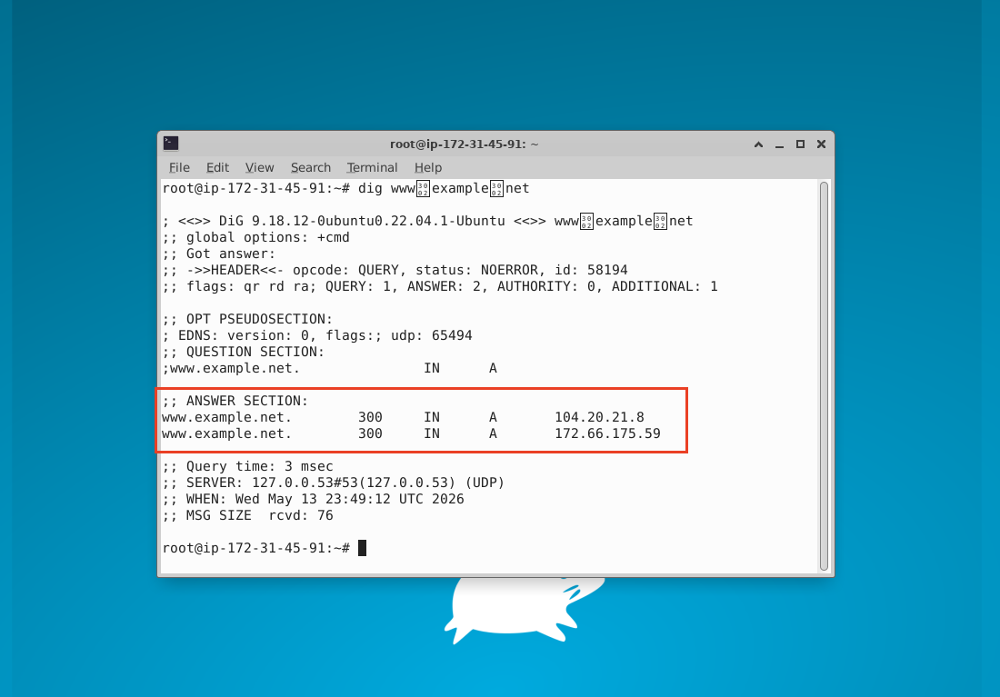 root@ip-172-31-45-91: ~
File Edit View Search Terminal Help
root@ip-172-31-45-91:~# dig www。example。net
; <<>> DiG 9.18.12-0ubuntu0.22.04.1-Ubuntu <<>> www。example。net
;; global options: +cmd
;; Got answer:
;; ->>HEADER<<- opcode: QUERY, status: NOERROR, id: 58194
;; flags: qr rd ra; QUERY: 1, ANSWER: 2, AUTHORITY: 0, ADDITIONAL: 1
;; OPT PSEUDOSECTION:
; EDNS: version: 0, flags:; udp: 65494
;; QUESTION SECTION:
;www.example.net. IN A
;; ANSWER SECTION:
www.example.net. 300 IN A 104.20.21.8
www.example.net. 300 IN A 172.66.175.59
;; Query time: 3 msec
;; SERVER: 127.0.0.53#53(127.0.0.53) (UDP)
;; WHEN: Wed May 13 23:49:12 UTC 2026
;; MSG SIZE  rcvd: 76
root@ip-172-31-45-91:~#